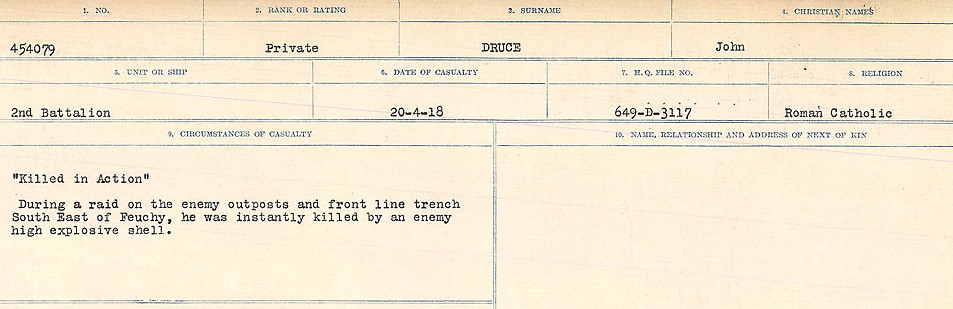 1. NO. 2. RANK OR RATING 3. SURNAME 4. CHRISTIAN NAMES
454079 Private DRUCE John
5. UNIT OR SHIP 6. DATE OF CASUALTY 7. H.Q. FILE NO. 8. RELIGION
2nd Battalion 20-4-18 649-D-3117 Roman Catholic
9. CIRCUMSTANCES OF CASUALTY 10. NAME, RELATIONSHIP AND ADDRESS OF NEXT OF KIN
"Killed in Action"
During a raid on the enemy outposts and front line trench
South East of Feuchy, he was instantly killed by an enemy
high explosive shell.